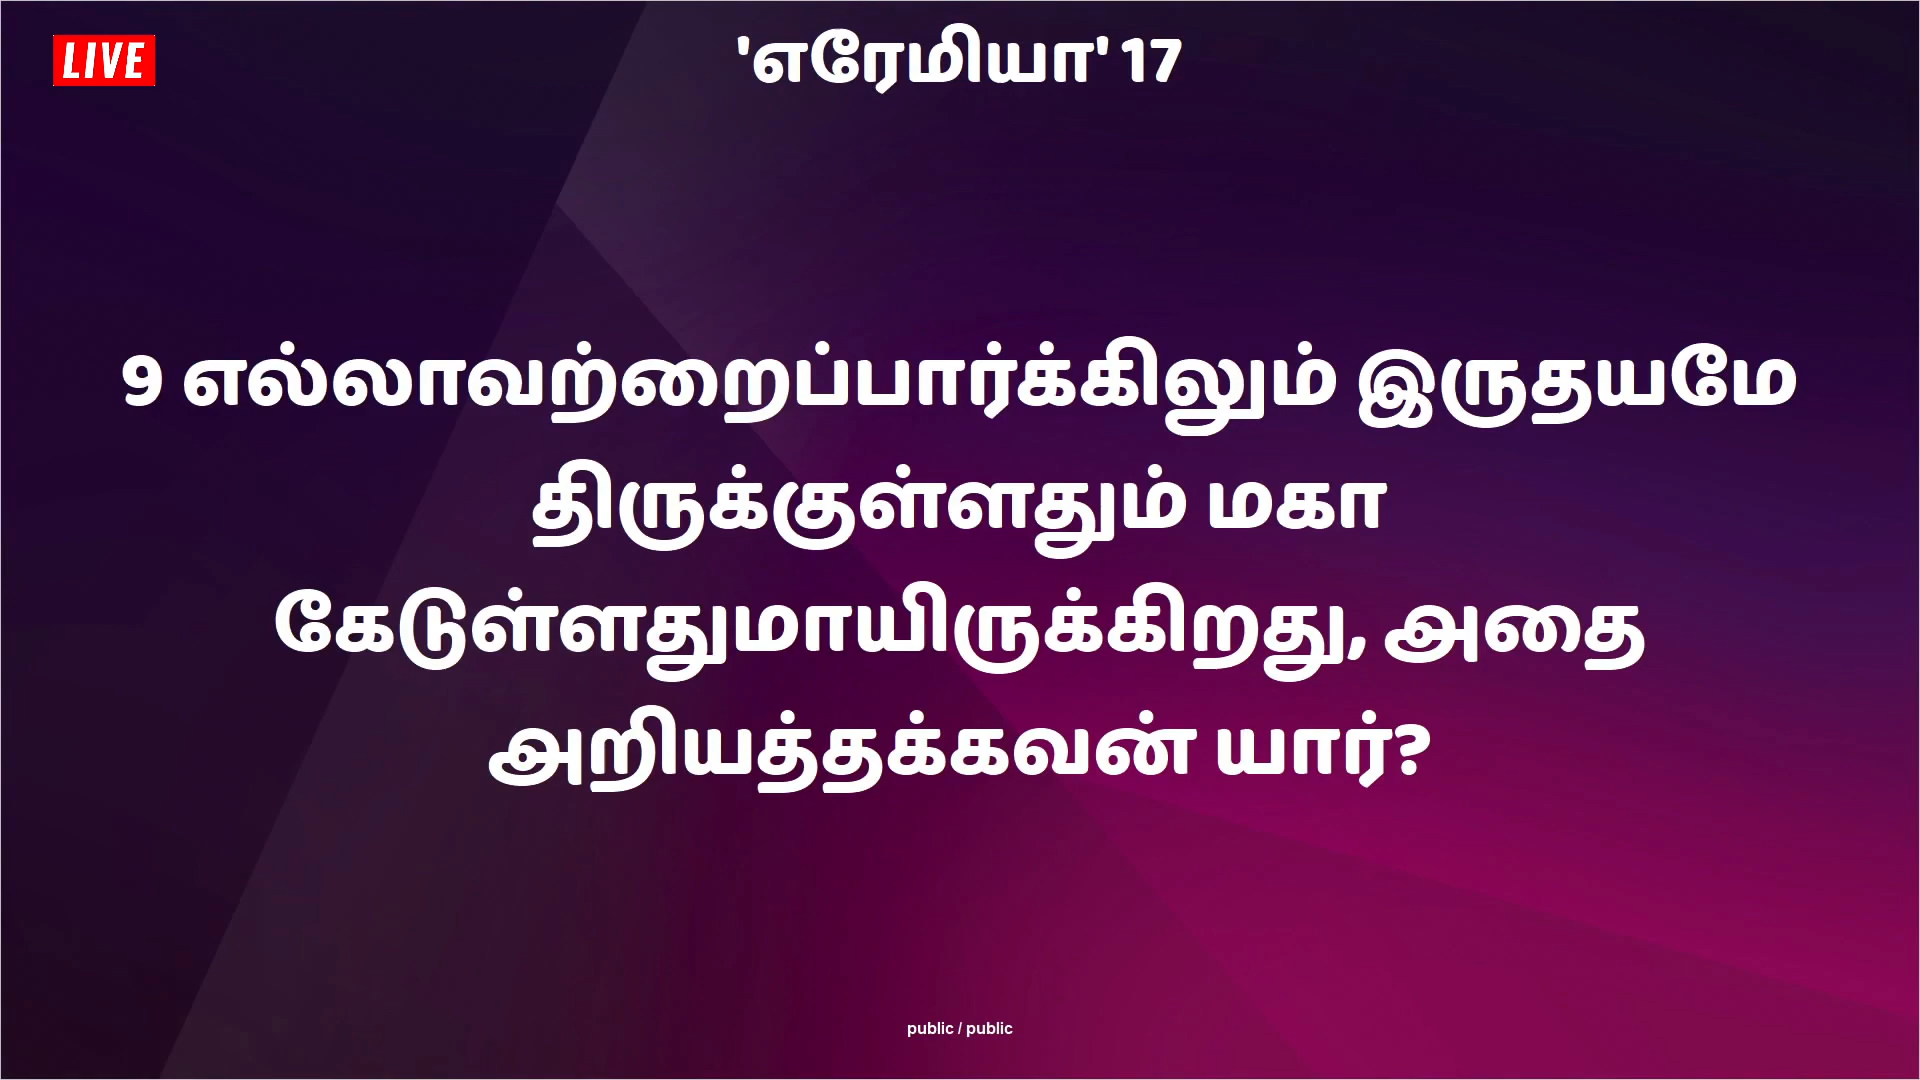 LIVE
'எரேமியா' 17
9 எல்லாவற்றைப்பார்க்கிலும் இருதயமே
திருக்குள்ளதும் மகா
கேடுள்ளதுமாயிருக்கிறது, அதை
அறியத்தக்கவன் யார்?
public / public